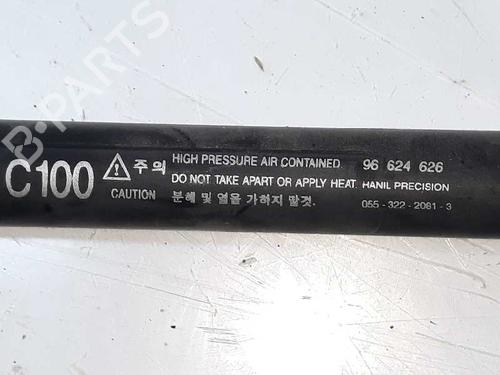 C100 주의 HIGH PRESSURE AIR CONTAINED. 96 624 626
DO NOT TAKE APART OR APPLY HEAT. HANIL PRECISION
CAUTION 분해 및 열을 가하지 말것. 055-322-2081-3
B-PARTS